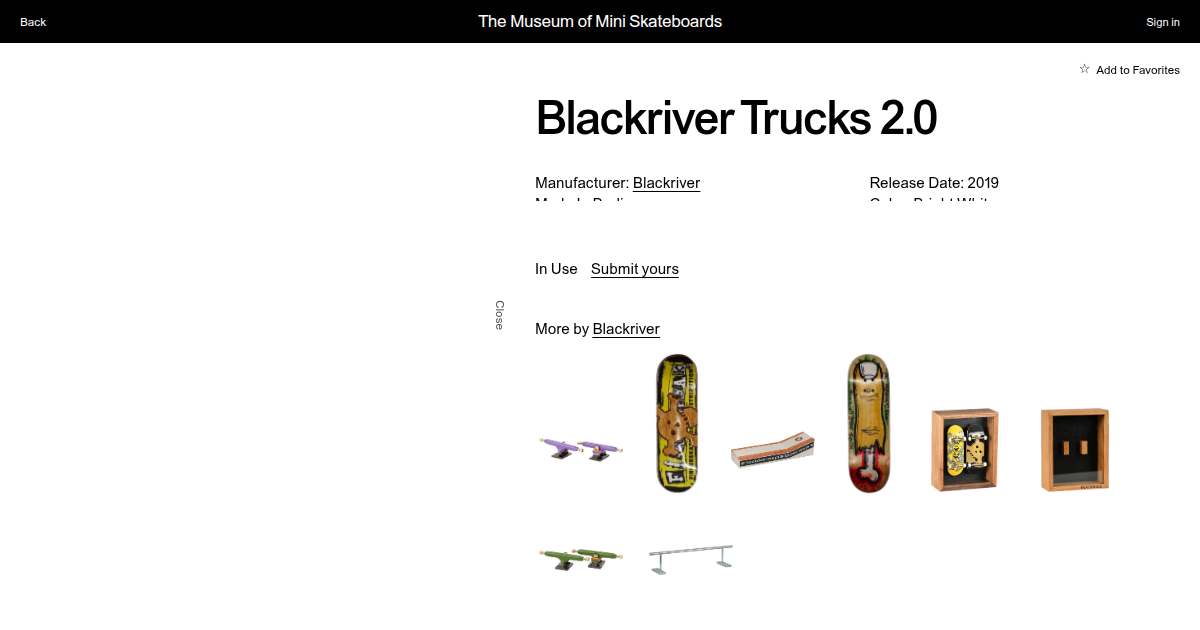 Back
The Museum of Mini Skateboards
Sign in
☆ Add to Favorites
Blackriver Trucks 2.0
Manufacturer: Blackriver
Release Date: 2019
In Use Submit yours
Close
More by Blackriver